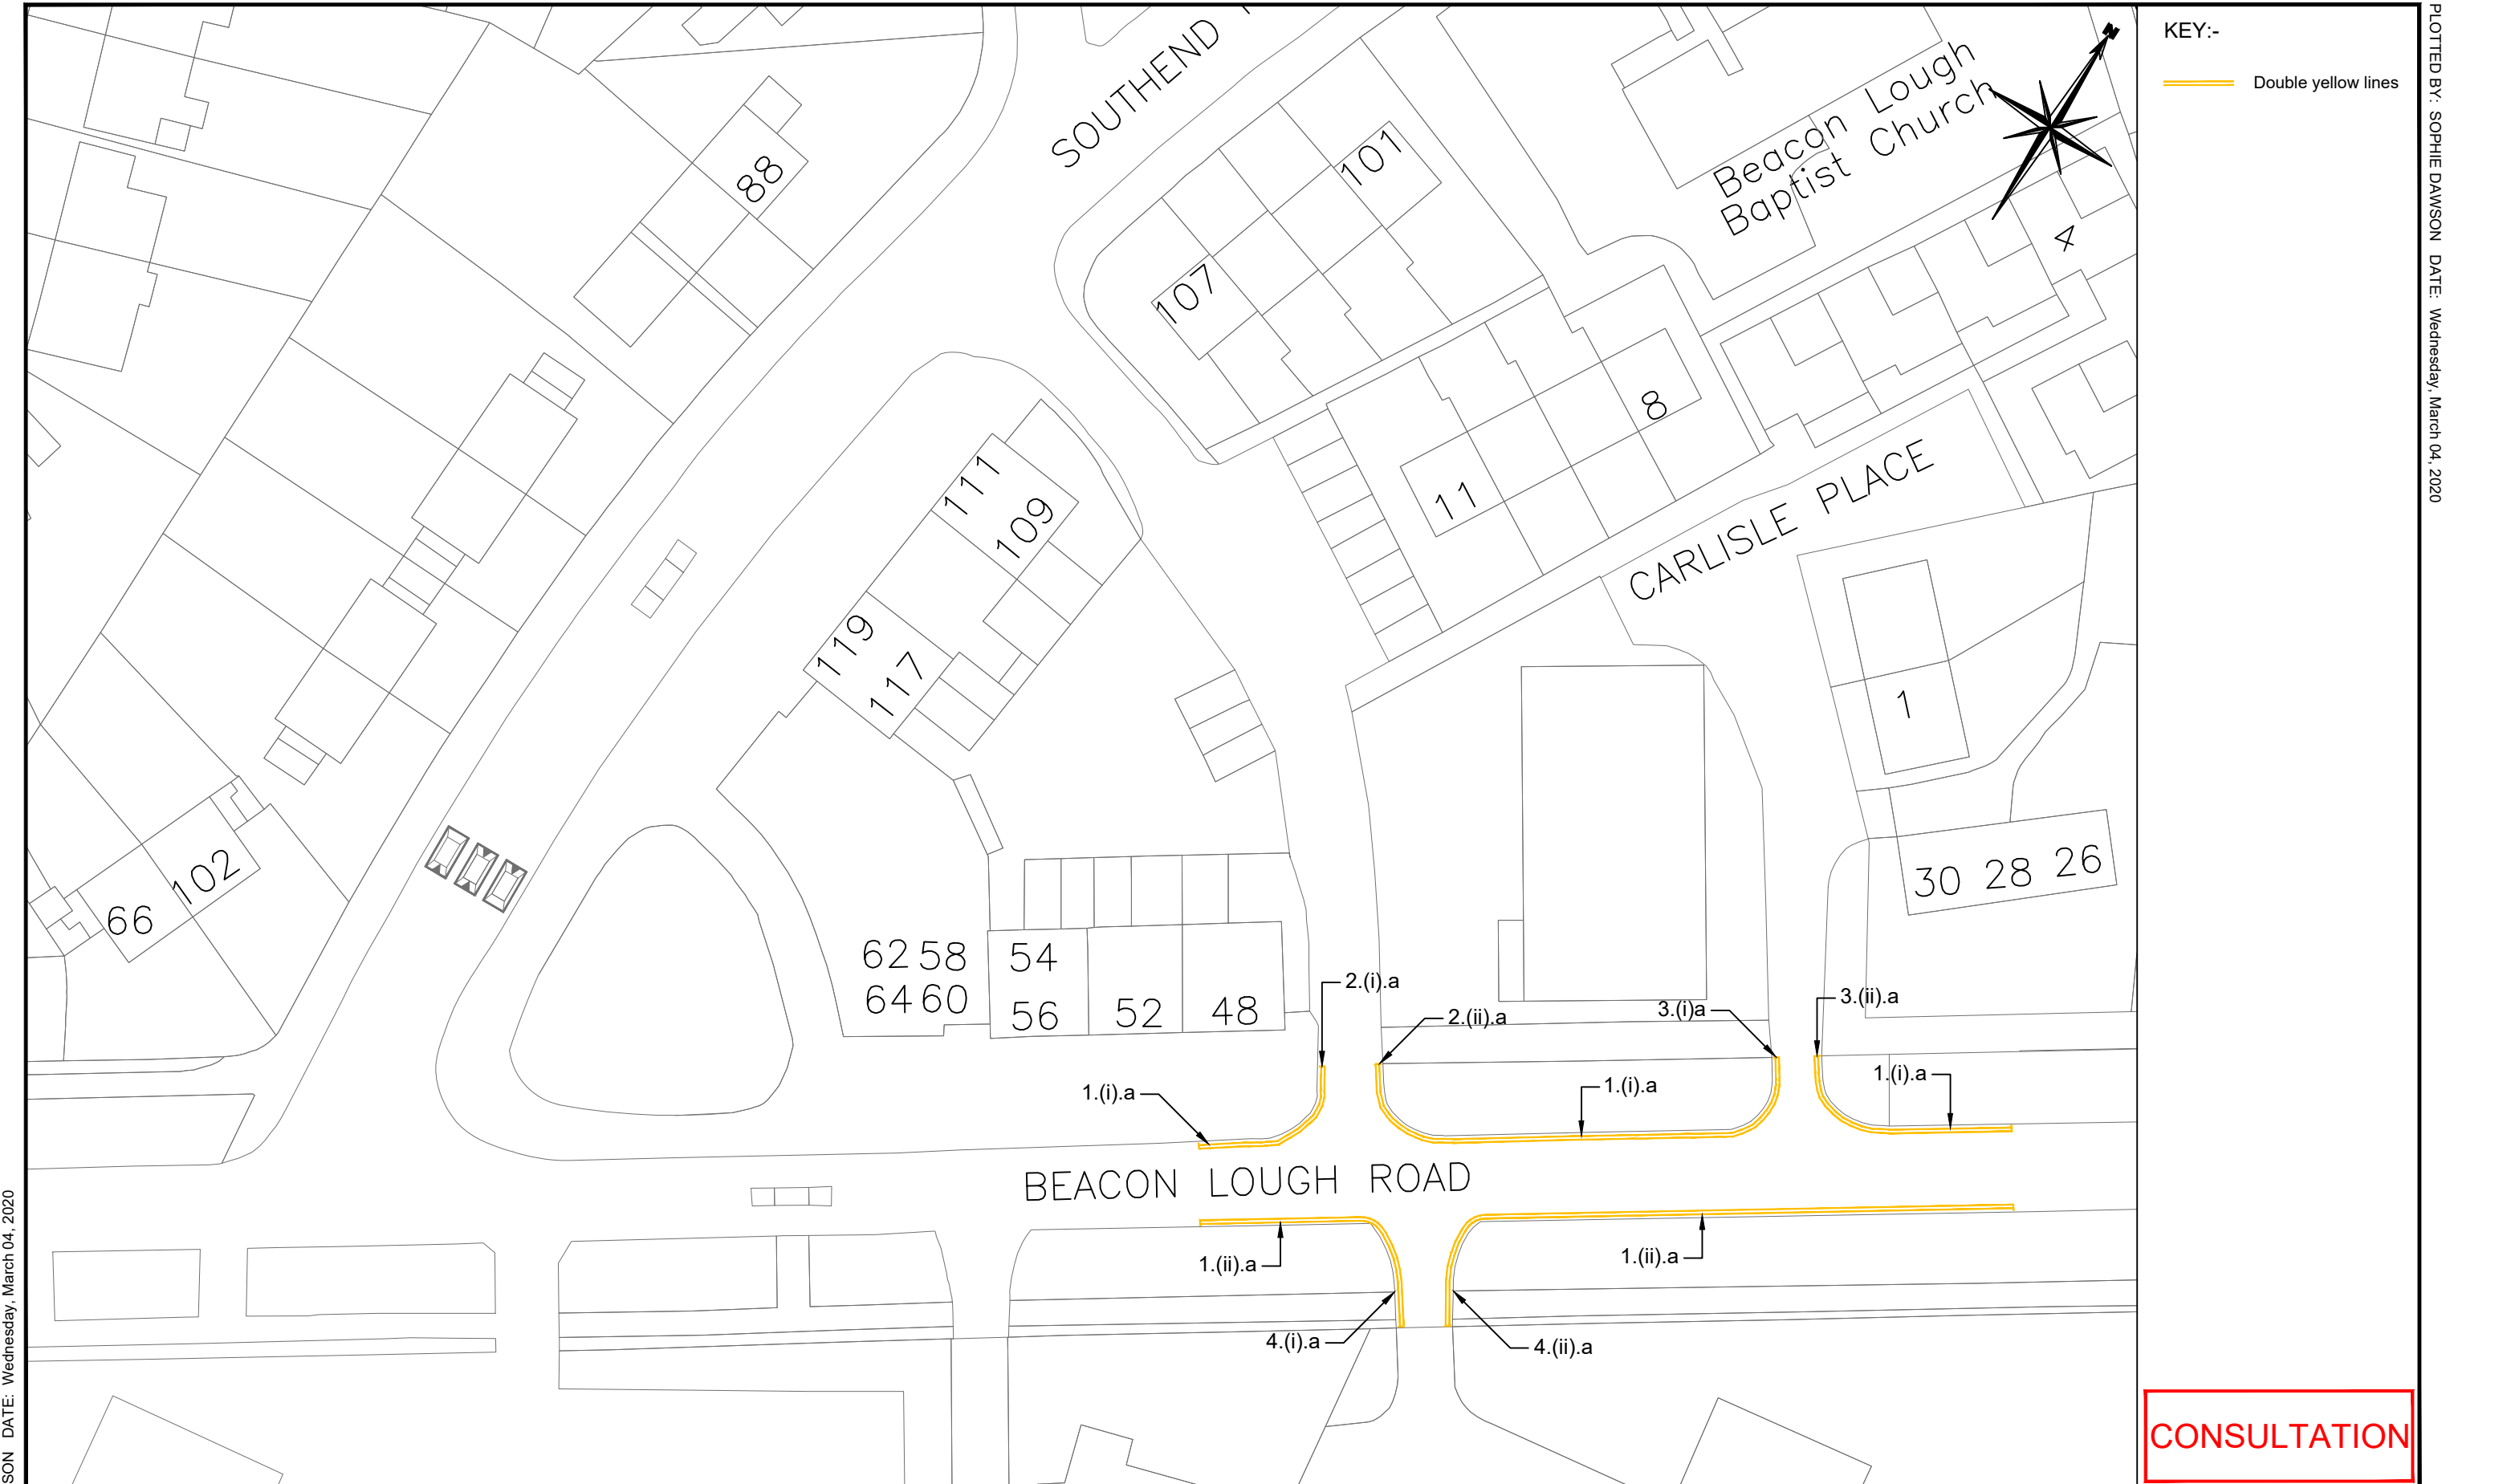 KEY:-
Double yellow lines
PLOTTED BY: SOPHIE DAWSON DATE: Wednesday, March 04, 2020
N
SOUTHEND
Beacon Lough
Baptist Church
88
101
107
4
8
11
CARLISLE PLACE
111
109
119
117
1
66
102
30 28 26
62 58
64 60
54
56
52
48
2.(i).a
2.(ii).a
3.(i)a
3.(ii).a
1.(i).a
1.(i).a
1.(i).a
BEACON LOUGH ROAD
1.(ii).a
1.(ii).a
4.(i).a
4.(ii).a
SON DATE: Wednesday, March 04, 2020
CONSULTATION